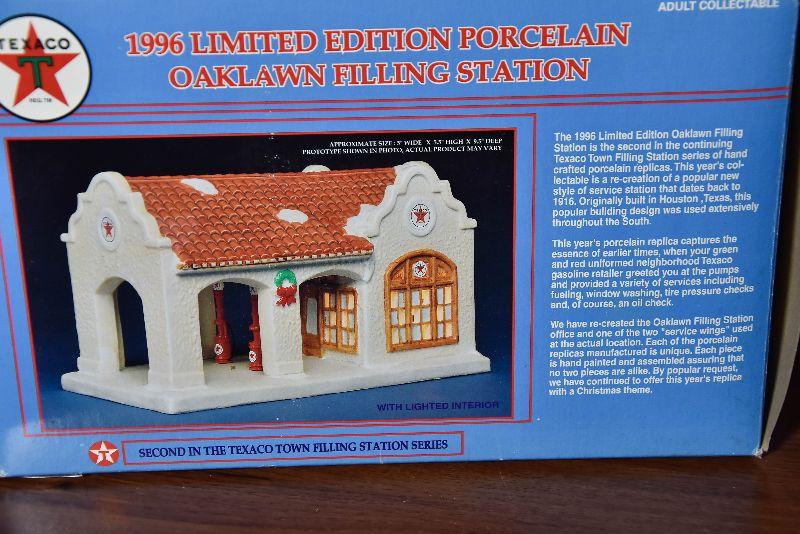 ADULT COLLECTABLE
TEXACO
T
REG. TM
1996 LIMITED EDITION PORCELAIN
OAKLAWN FILLING STATION
APPROXIMATE SIZE : 8" WIDE X 5.5" HIGH X 9.5" DEEP
PROTOTYPE SHOWN IN PHOTO, ACTUAL PRODUCT MAY VARY
The 1996 Limited Edition Oaklawn Filling
Station is the second in the continuing
Texaco Town Filling Station series of hand
crafted porcelain replicas. This year's col-
lectable is a re-creation of a popular new
style of service station that dates back to
1916. Originally built in Houston ,Texas, this
popular building design was used extensively
throughout the South.
This year's porcelain replica captures the
essence of earlier times, when your green
and red uniformed neighborhood Texaco
gasoline retailer greeted you at the pumps
and provided a variety of services including
fueling, window washing, tire pressure checks
and, of course, an oil check.
We have re-created the Oaklawn Filling Station
office and one of the two "service wings" used
at the actual location. Each of the porcelain
replicas manufactured is unique. Each piece
is hand painted and assembled assuring that
no two pieces are alike. By popular request,
we have continued to offer this year's replica
with a Christmas theme.
WITH LIGHTED INTERIOR
SECOND IN THE TEXACO TOWN FILLING STATION SERIES